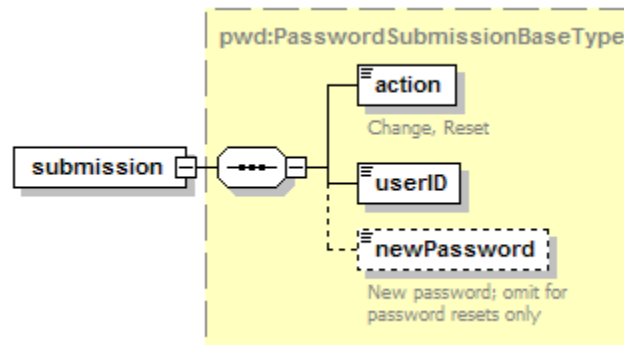 pwd:PasswordSubmissionBaseType
action
Change, Reset
submission
userID
newPassword
New password; omit for
password resets only